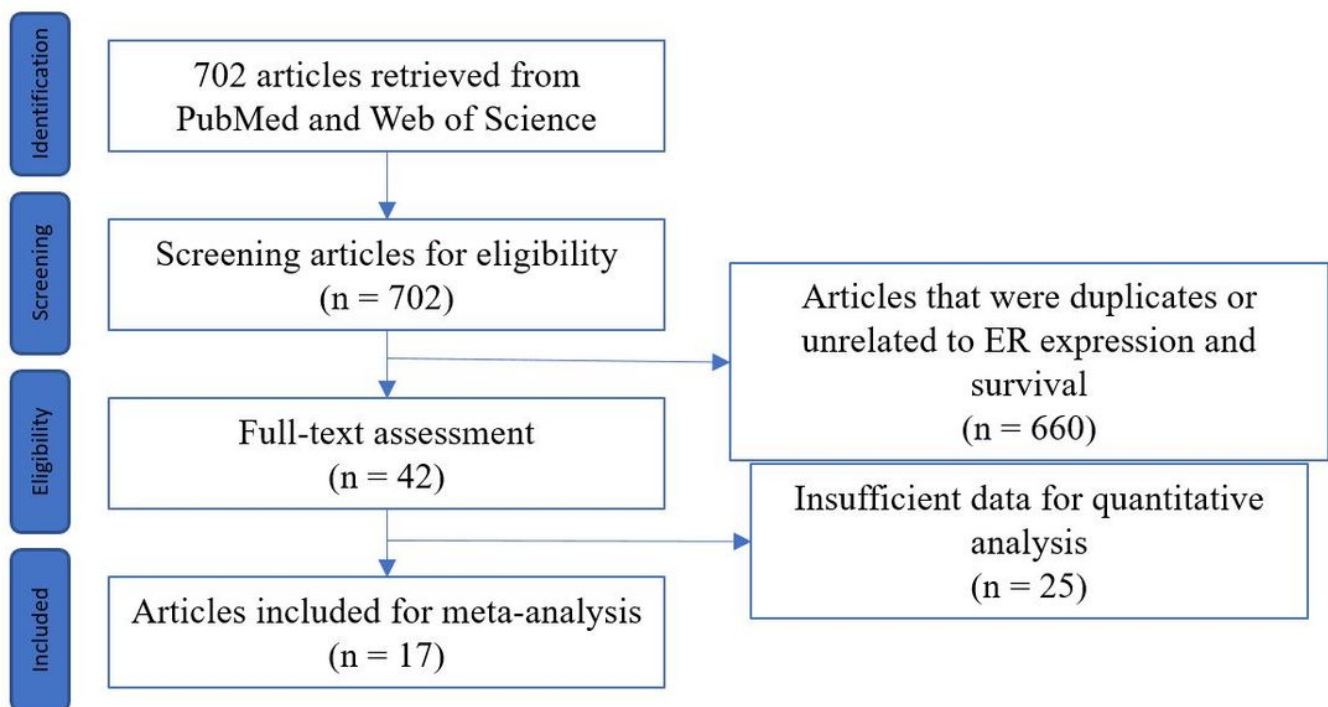 Identification
702 articles retrieved from
PubMed and Web of Science
Screening
Screening articles for eligibility
(n = 702)
Articles that were duplicates or
unrelated to ER expression and
survival
(n = 660)
Eligibility
Full-text assessment
(n = 42)
Insufficient data for quantitative
analysis
(n = 25)
Included
Articles included for meta-analysis
(n = 17)